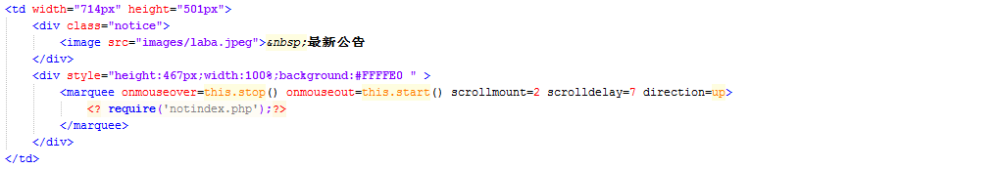 <td width="714px" height="501px">
<div class="notice">
<image src="images/laba.jpeg">&nbsp;最新公告
</div>
<div style="height:467px;width:100%;background:#FFFFE0 " >
<marquee onmouseover=this.stop() onmouseout=this.start() scrollmount=2 scrolldelay=7 direction=up>
<? require('notindex.php');?>
</marquee>
</div>
</td>